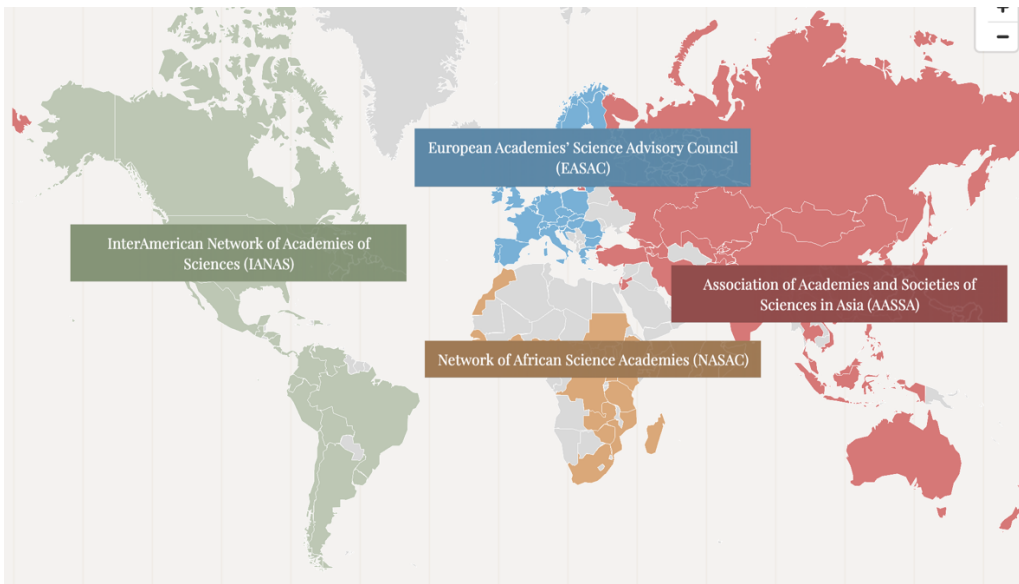 +
−
European Academies' Science Advisory Council
(EASAC)
InterAmerican Network of Academies of
Sciences (IANAS)
Association of Academies and Societies of
Sciences in Asia (AASSA)
Network of African Science Academies (NASAC)